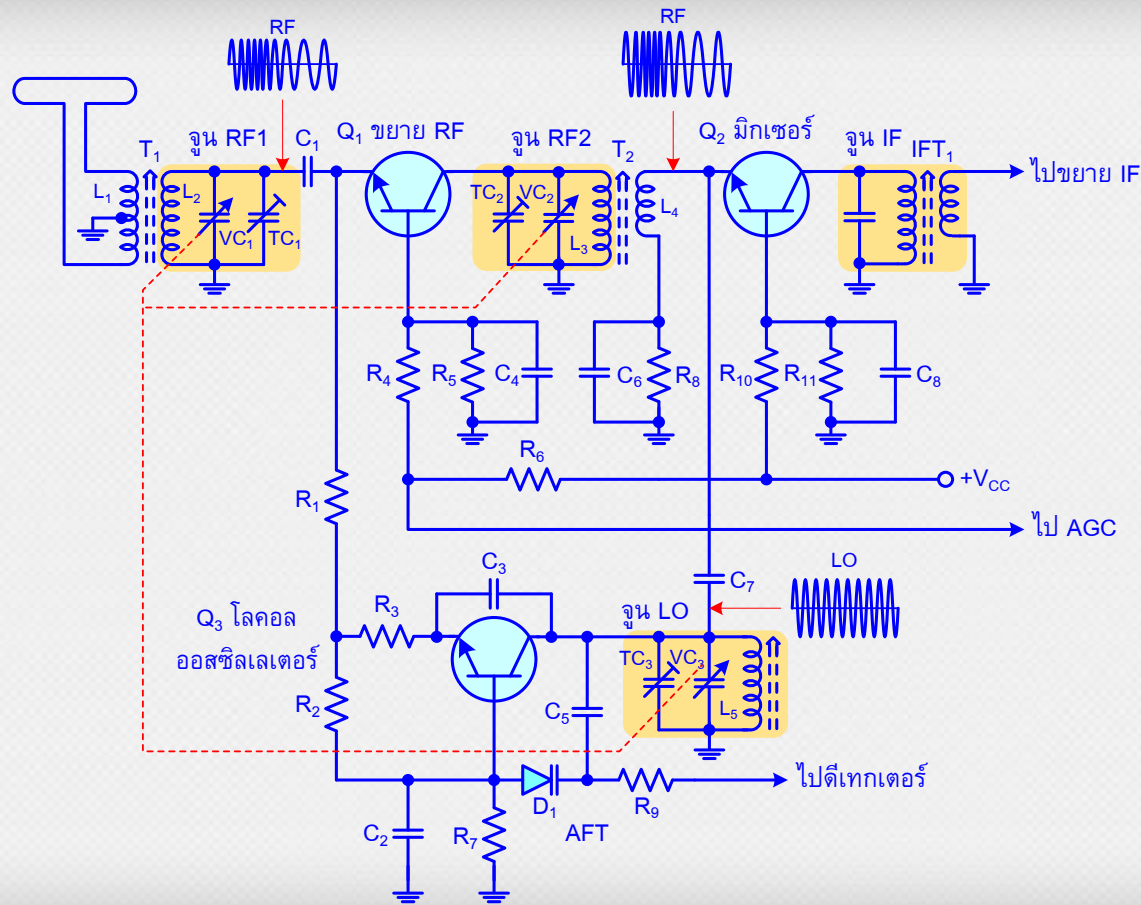 RF
RF
T₁
จูน RF1
C₁
Q₁ ขยาย RF
จูน RF2
T₂
Q₂ มิกเซอร์
จูน IF
IFT₁
ไปขยาย IF
L₁
L₂
VC₁
TC₁
TC₂
VC₂
L₃
L₄
R₄
R₅
C₄
C₆
R₈
R₁₀
R₁₁
C₈
R₆
+V_CC
R₁
ไป AGC
C₃
C₇
LO
R₃
จูน LO
Q₃ โลคอล
ออสซิลเลเตอร์
TC₃
VC₃
L₅
R₂
C₅
ไปดีเทกเตอร์
D₁
R₉
C₂
R₇
AFT